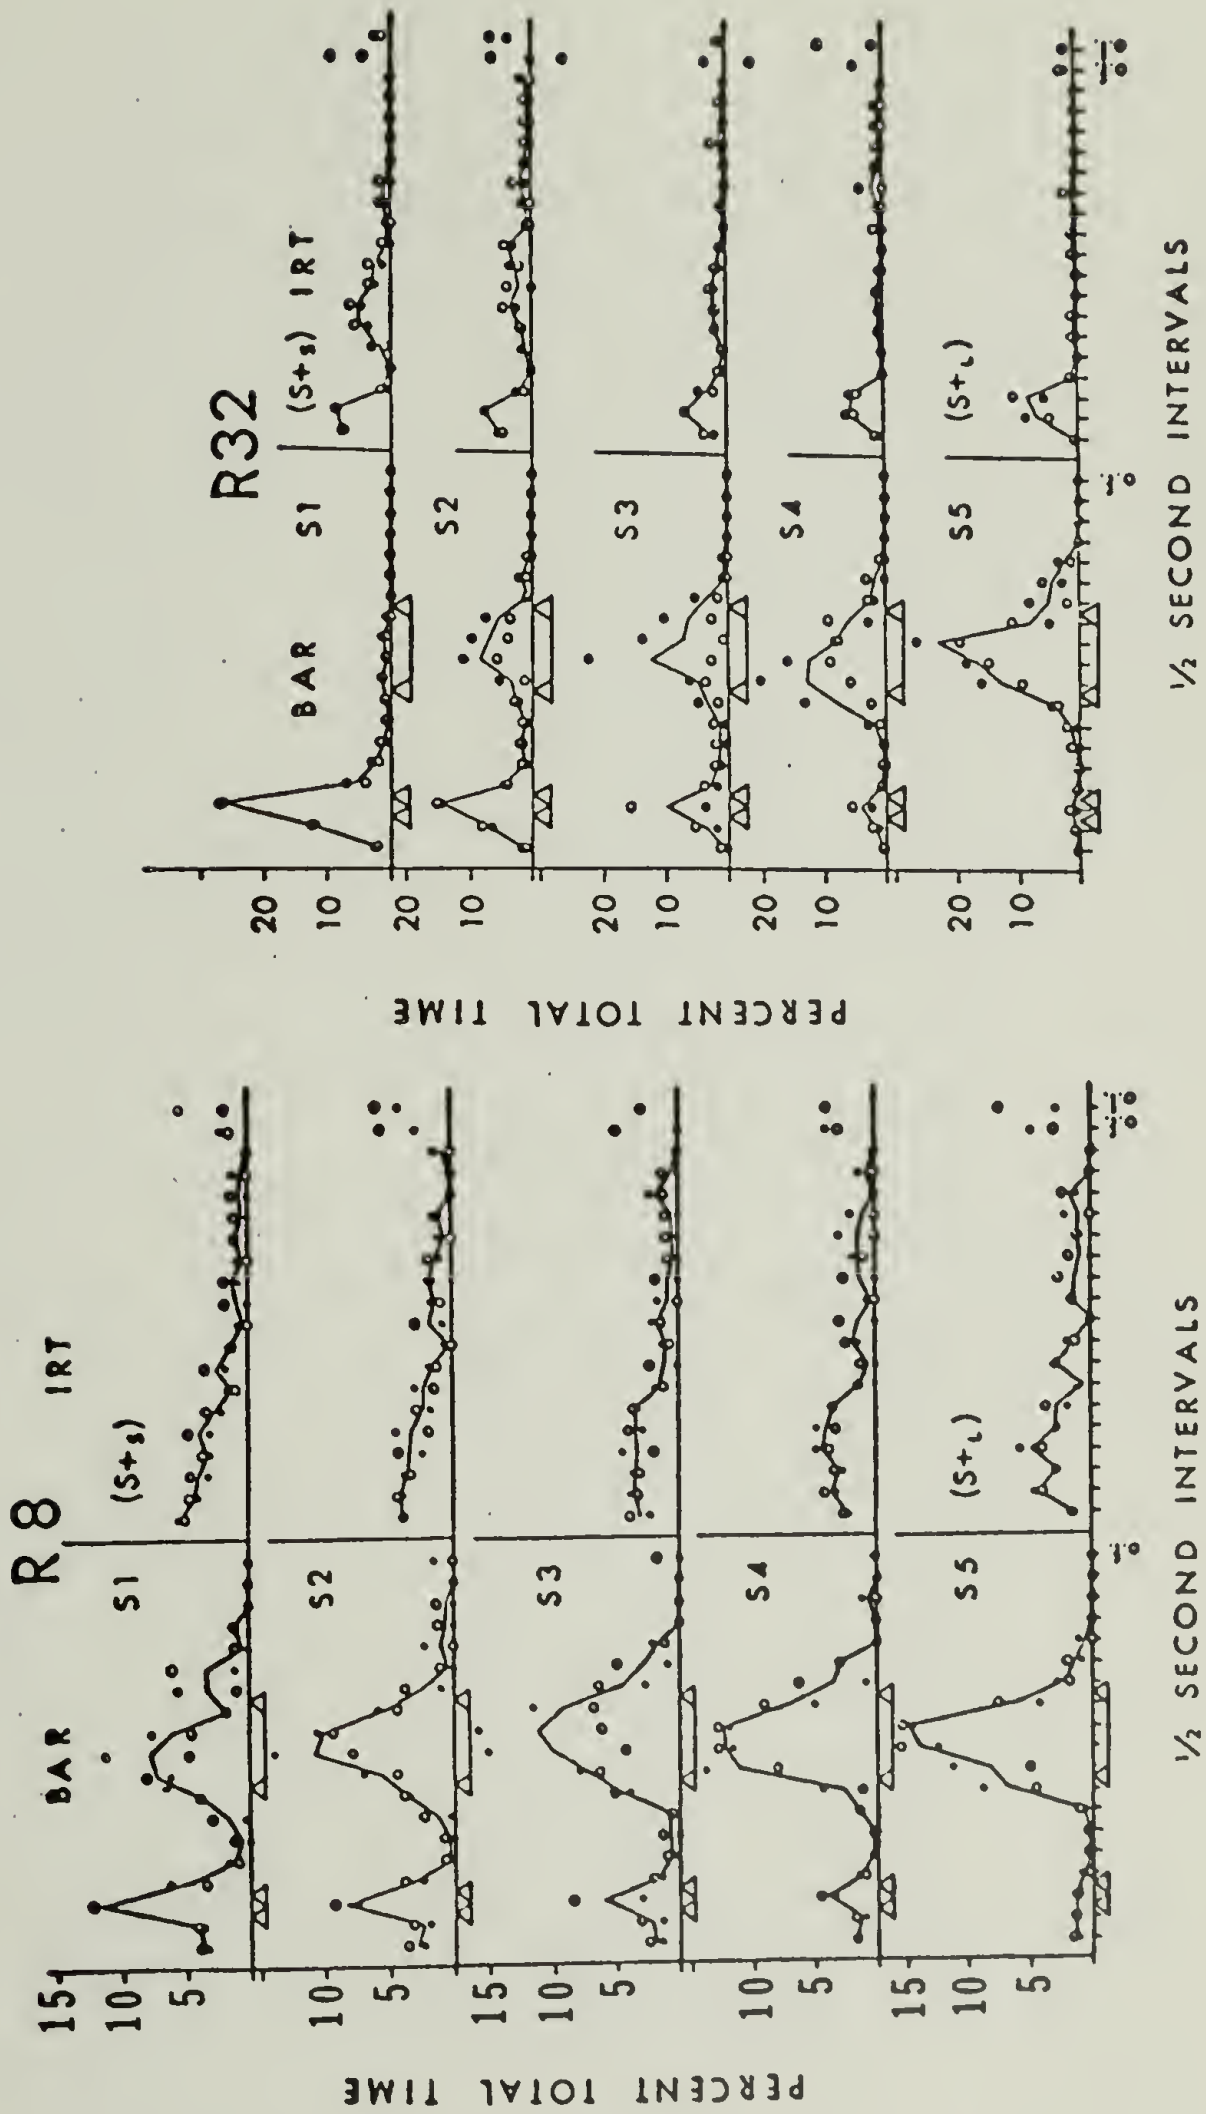 R8
BAR IRT
S1 (S+s)
15
10
5
S2
10
5
S3
15
10
5
S4
10
5
S5 (S+L)
15
10
5
PERCENT TOTAL TIME
½ SECOND INTERVALS
R32
BAR (S+s) IRT
S1
20
10
S2
20
10
S3
20
10
S4
20
10
S5 (S+L)
20
10
PERCENT TOTAL TIME
½ SECOND INTERVALS